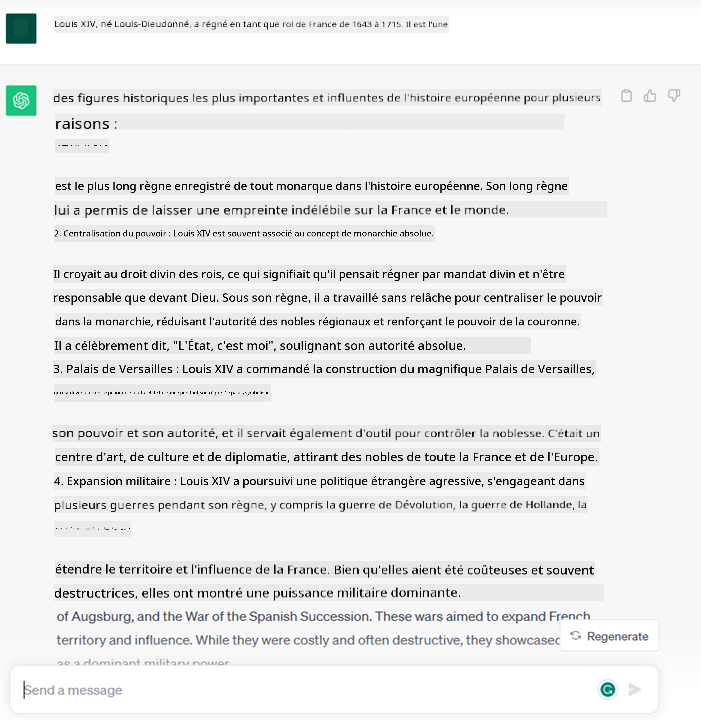 Louis XIV, né Louis-Dieudonné, a régné en tant que roi de France de 1643 à 1715. Il est l'une
des figures historiques les plus importantes et influentes de l'histoire européenne pour plusieurs
raisons :
est le plus long règne enregistré de tout monarque dans l'histoire européenne. Son long règne
lui a permis de laisser une empreinte indélébile sur la France et le monde.
2. Centralisation du pouvoir : Louis XIV est souvent associé au concept de monarchie absolue.
Il croyait au droit divin des rois, ce qui signifiait qu'il pensait régner par mandat divin et n'être
responsable que devant Dieu. Sous son règne, il a travaillé sans relâche pour centraliser le pouvoir
dans la monarchie, réduisant l'autorité des nobles régionaux et renforçant le pouvoir de la couronne.
Il a célèbrement dit, "L'État, c'est moi", soulignant son autorité absolue.
3. Palais de Versailles : Louis XIV a commandé la construction du magnifique Palais de Versailles,
son pouvoir et son autorité, et il servait également d'outil pour contrôler la noblesse. C'était un
centre d'art, de culture et de diplomatie, attirant des nobles de toute la France et de l'Europe.
4. Expansion militaire : Louis XIV a poursuivi une politique étrangère agressive, s'engageant dans
plusieurs guerres pendant son règne, y compris la guerre de Dévolution, la guerre de Hollande, la
étendre le territoire et l'influence de la France. Bien qu'elles aient été coûteuses et souvent
destructrices, elles ont montré une puissance militaire dominante.
of Augsburg, and the War of the Spanish Succession. These wars aimed to expand French
territory and influence. While they were costly and often destructive, they showcased
as a dominant military power.
Regenerate
Send a message